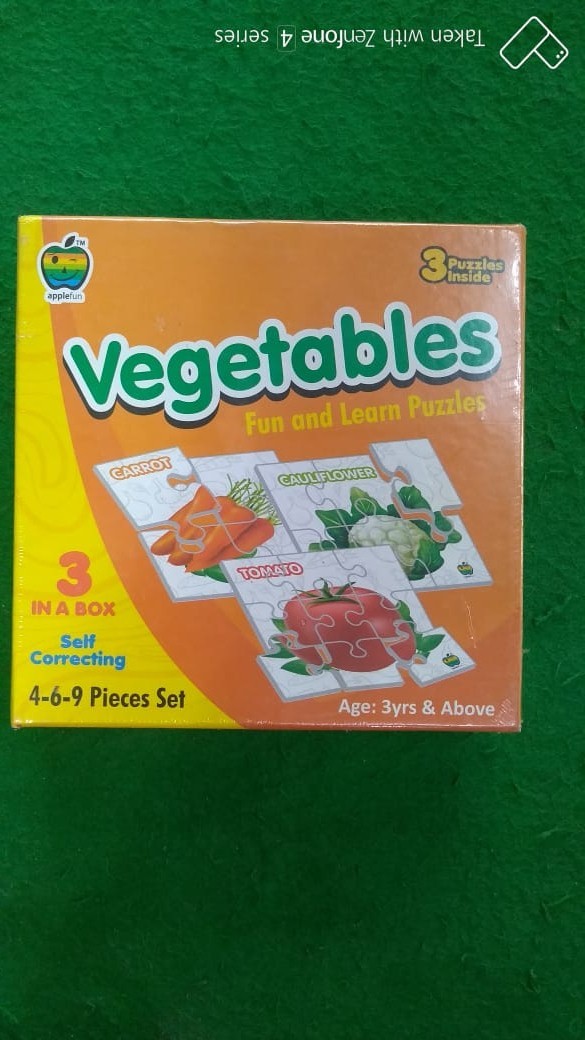 Taken with Zenfone 4 series
TM
applefun
3 Puzzles
Inside
Vegetables
Fun and Learn Puzzles
CARROT
CAULIFLOWER
TOMATO
3
IN A BOX
Self
Correcting
4-6-9 Pieces Set
Age: 3yrs & Above